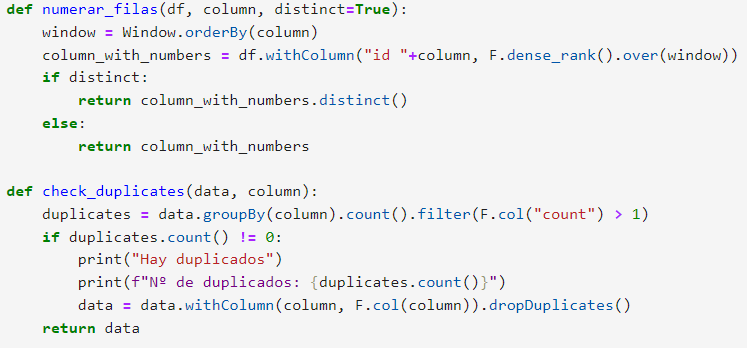 def numerar_filas(df, column, distinct=True):
    window = Window.orderBy(column)
    column_with_numbers = df.withColumn("id "+column, F.dense_rank().over(window))
    if distinct:
        return column_with_numbers.distinct()
    else:
        return column_with_numbers

def check_duplicates(data, column):
    duplicates = data.groupBy(column).count().filter(F.col("count") > 1)
    if duplicates.count() != 0:
        print("Hay duplicados")
        print(f"Nº de duplicados: {duplicates.count()}")
        data = data.withColumn(column, F.col(column)).dropDuplicates()
    return data